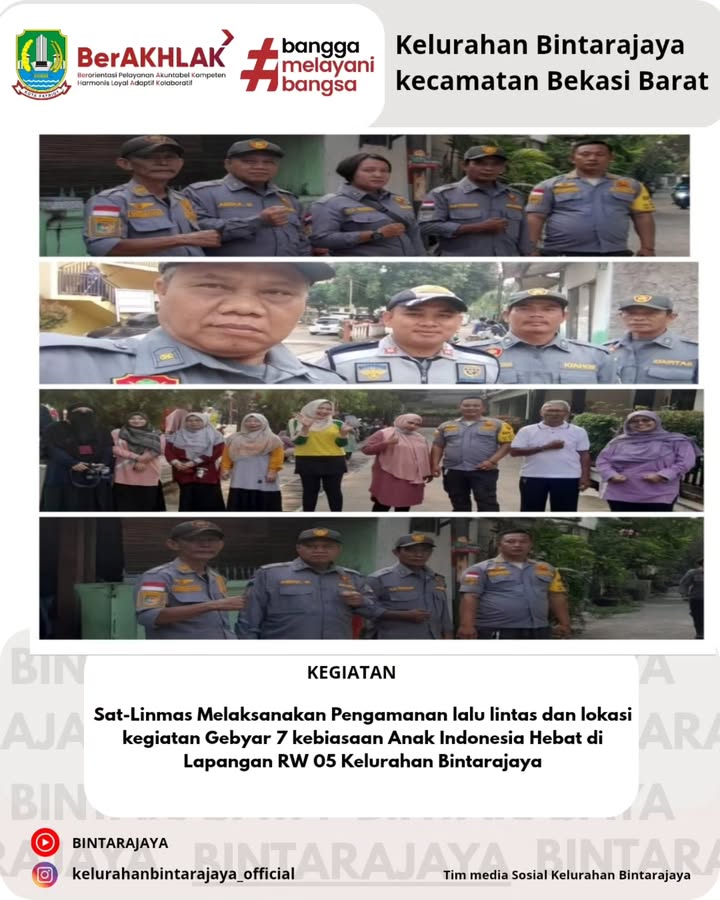 BerAKHLAK
Berorientasi Pelayanan Akuntabel Kompeten
Harmonis Loyal Adaptif Kolaboratif
#bangga
melayani
bangsa
Kelurahan Bintarajaya
kecamatan Bekasi Barat
KEGIATAN
Sat-Linmas Melaksanakan Pengamanan lalu lintas dan lokasi
kegiatan Gebyar 7 kebiasaan Anak Indonesia Hebat di
Lapangan RW 05 Kelurahan Bintarajaya
BINTARAJAYA
kelurahanbintarajaya_official
Tim media Sosial Kelurahan Bintarajaya
BINTARAJAYA